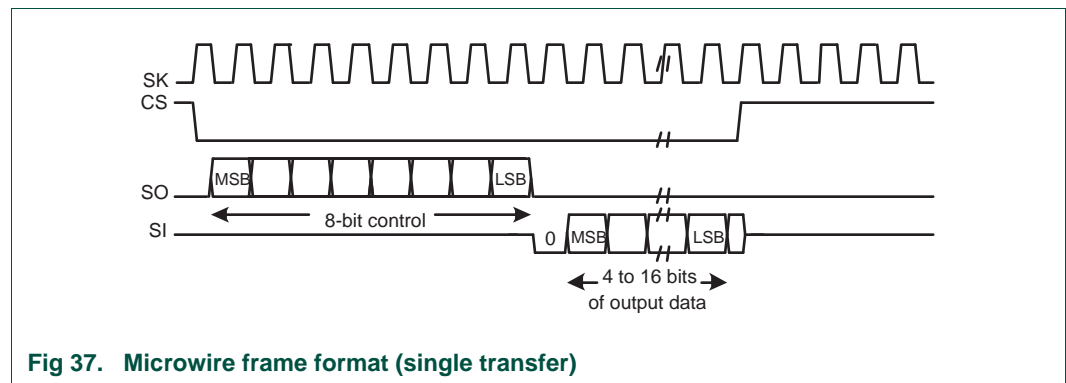 SK
CS
SO
MSB
LSB
8-bit control
SI
0
MSB
LSB
4 to 16 bits
of output data
Fig 37. Microwire frame format (single transfer)